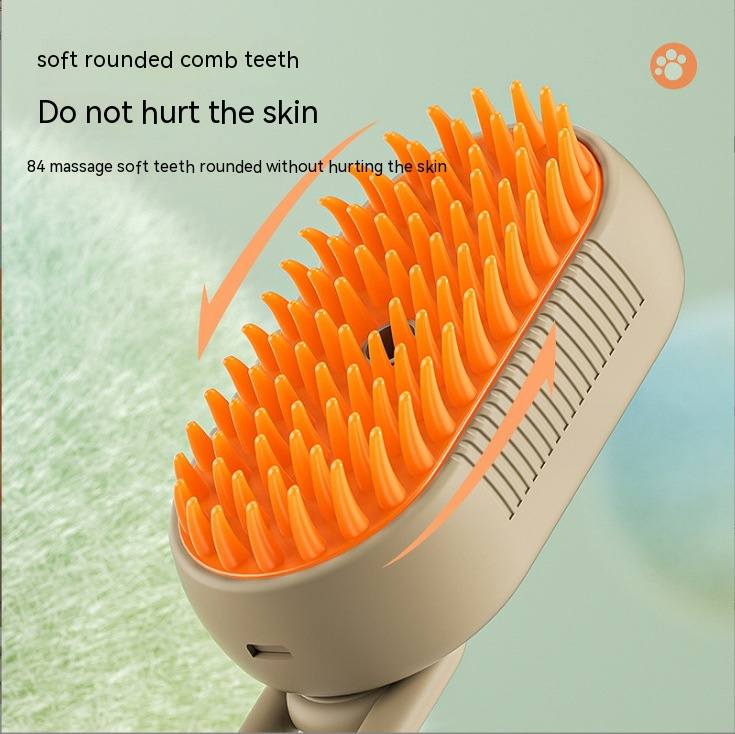 soft rounded comb teeth
Do not hurt the skin
84 massage soft teeth rounded without hurting the skin